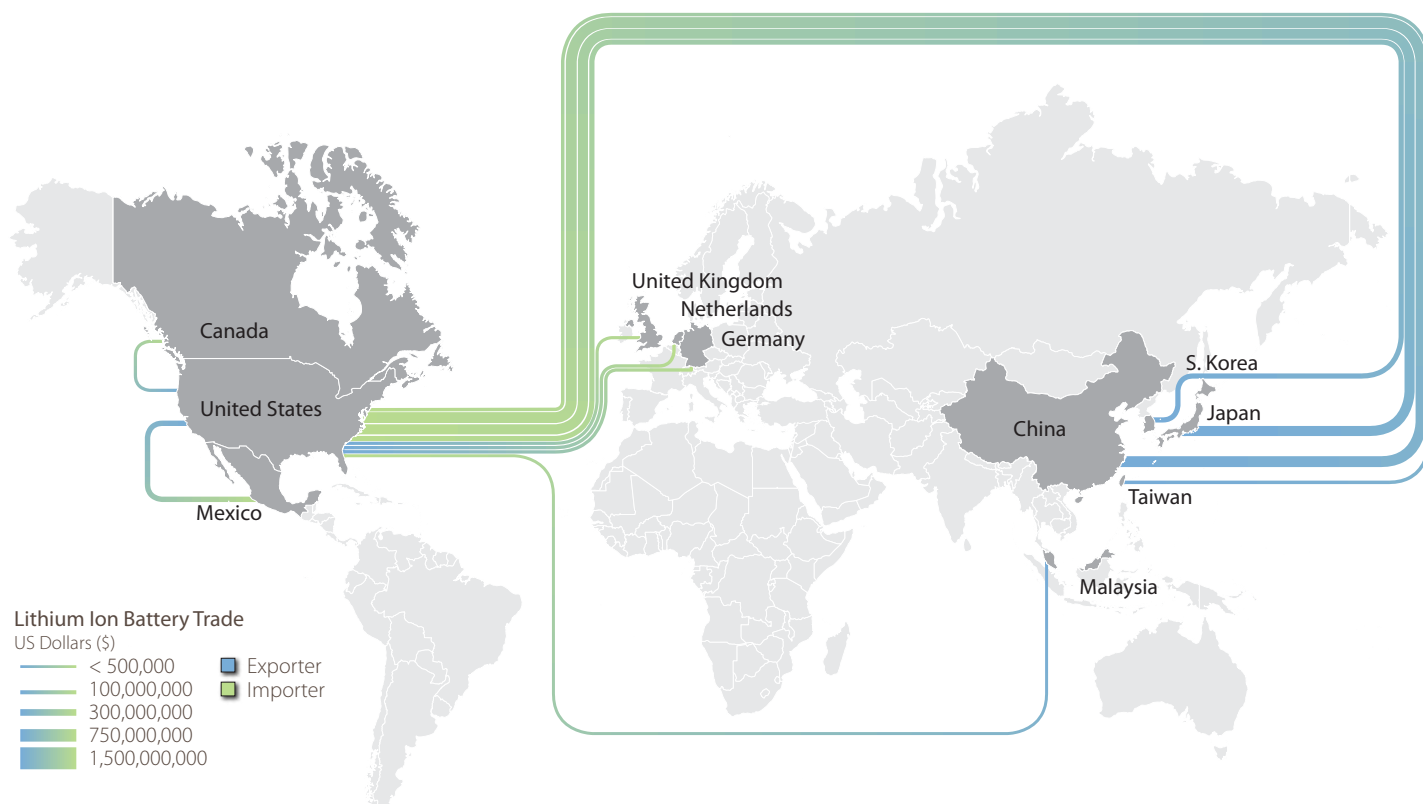 United Kingdom
Netherlands
Germany
Canada
United States
Mexico
S. Korea
Japan
China
Taiwan
Malaysia
Lithium Ion Battery Trade
US Dollars ($)
< 500,000
100,000,000
300,000,000
750,000,000
1,500,000,000
Exporter
Importer